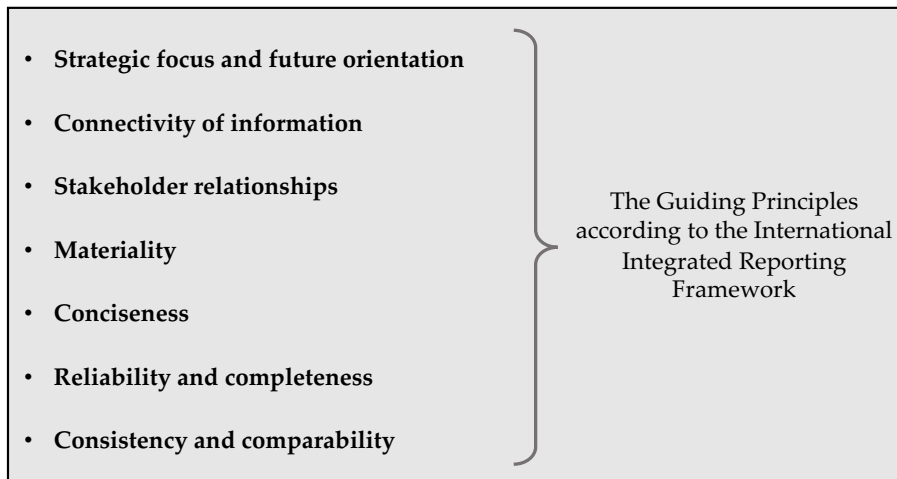 • Strategic focus and future orientation
• Connectivity of information
• Stakeholder relationships
• Materiality
• Conciseness
• Reliability and completeness
• Consistency and comparability
The Guiding Principles
according to the International
Integrated Reporting
Framework